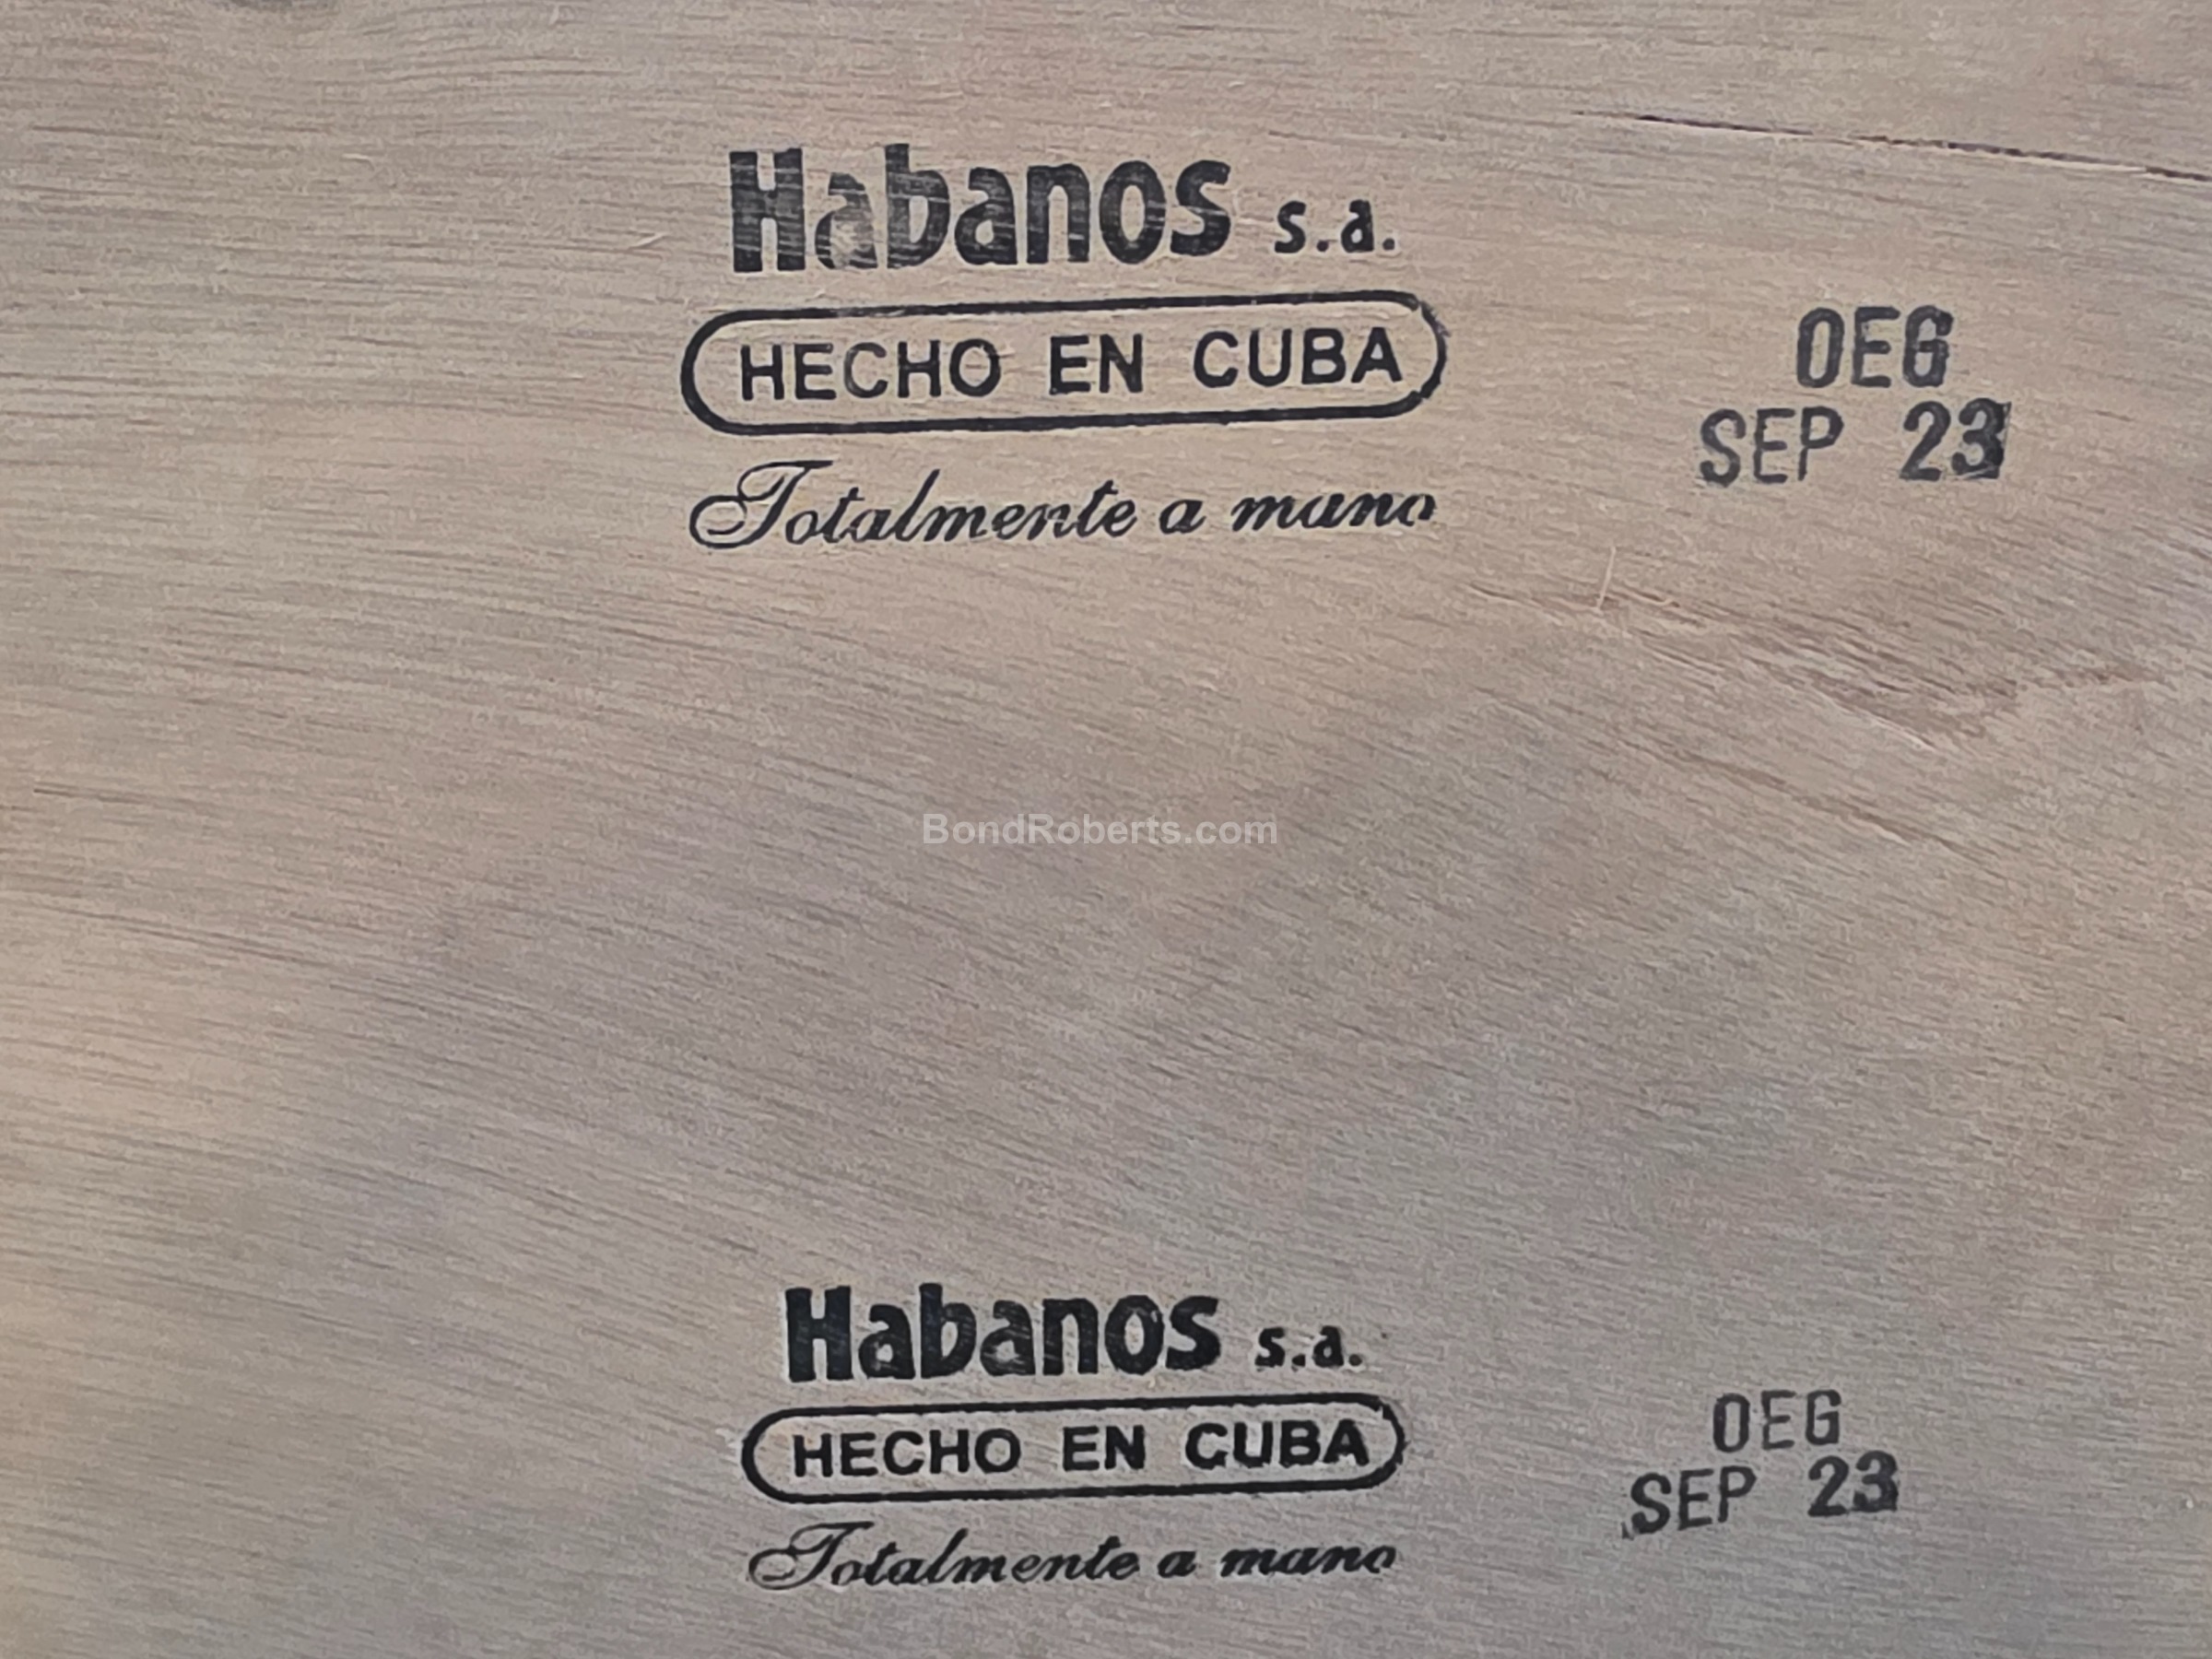 Habanos s.a.
HECHO EN CUBA
Totalmente a mano
OEG
SEP 23
BondRoberts.com
Habanos s.a.
HECHO EN CUBA
Totalmente a mano
OEG
SEP 23